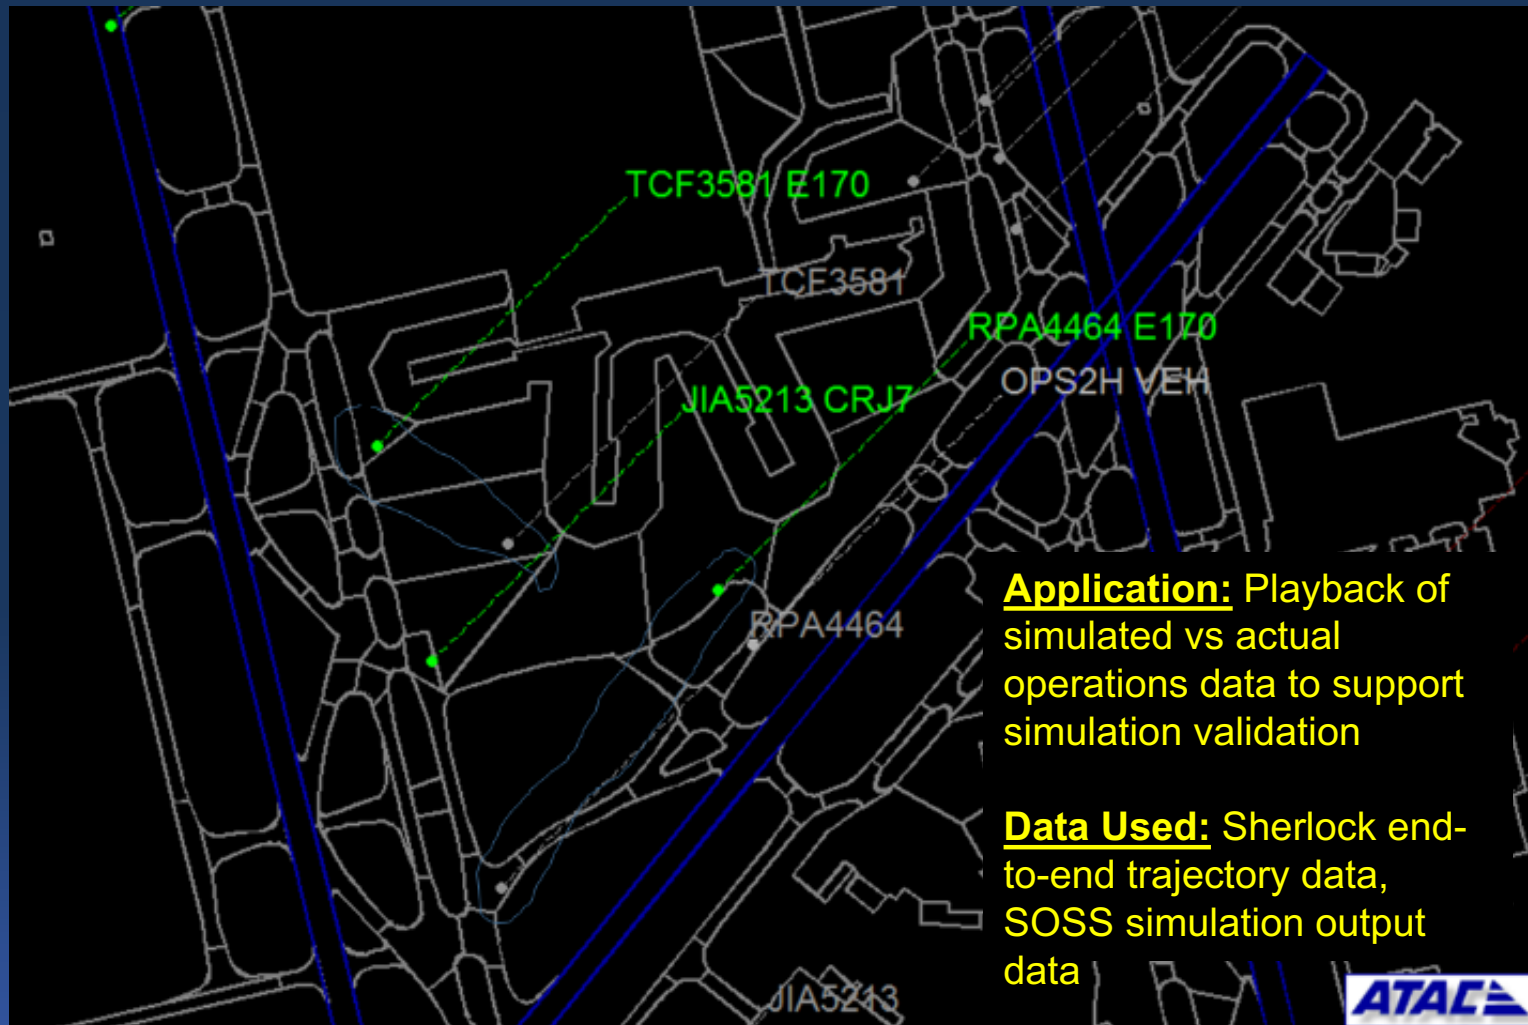 TCF3581 E170
TCF3581
RPA4464 E170
OPS2H VEH
JIA5213 CRJ7
RPA4464
Application: Playback of
simulated vs actual
operations data to support
simulation validation
Data Used: Sherlock end-
to-end trajectory data,
SOSS simulation output
data
JIA5213
ATAC